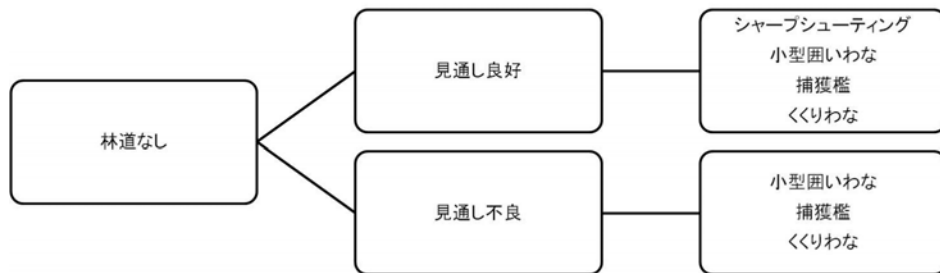 林道なし
見通し良好
シャープシューティング
小型囲いわな
捕獲檻
くくりわな
見通し不良
小型囲いわな
捕獲檻
くくりわな